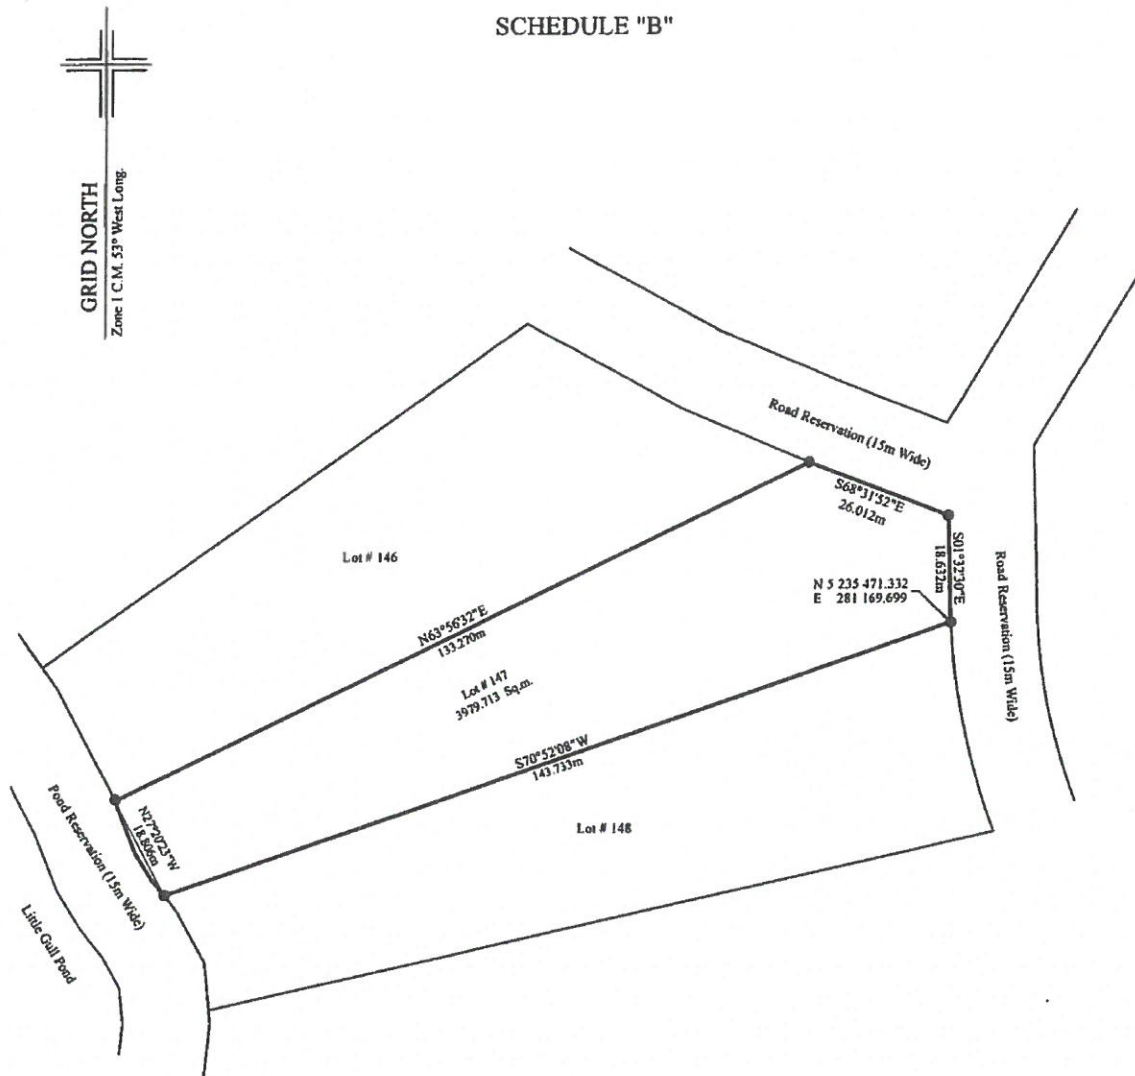 SCHEDULE "B"
GRID NORTH
Zone 1 C.M. 53° West Long.
Road Reservation (15m Wide)
S68°31'52"E
26.012m
S01°32'30"E
18.632m
Road Reservation (15m Wide)
N 5 235 471.332
E 281 169.699
Lot # 146
N63°56'32"E
133.270m
Lot # 147
3979.713 Sq.m.
S70°52'08"W
143.733m
N27°20'23"W
18.806m
Lot # 148
Pond Reservation (15m Wide)
Little Gull Pond